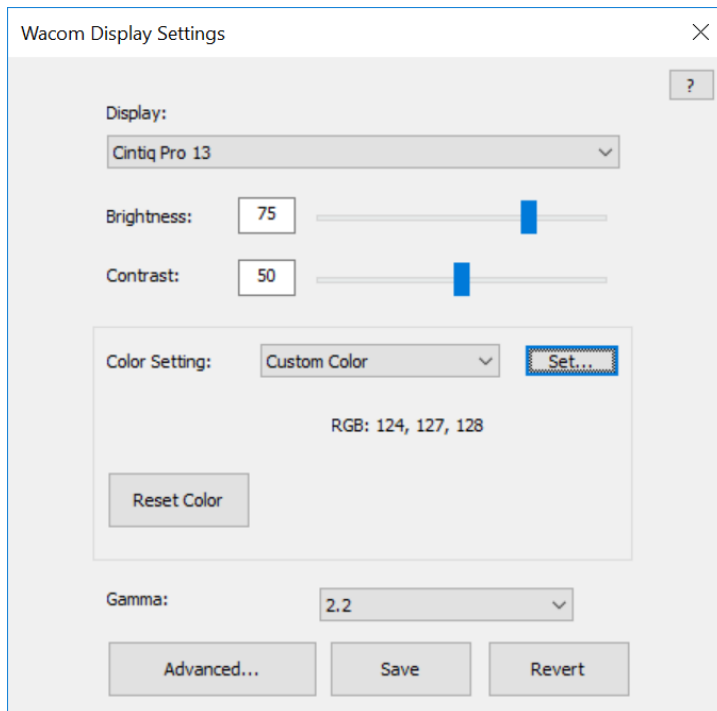 Wacom Display Settings
?
Display:
Cintiq Pro 13
Brightness: 75
Contrast: 50
Color Setting: Custom Color Set...
RGB: 124, 127, 128
Reset Color
Gamma: 2.2
Advanced... Save Revert